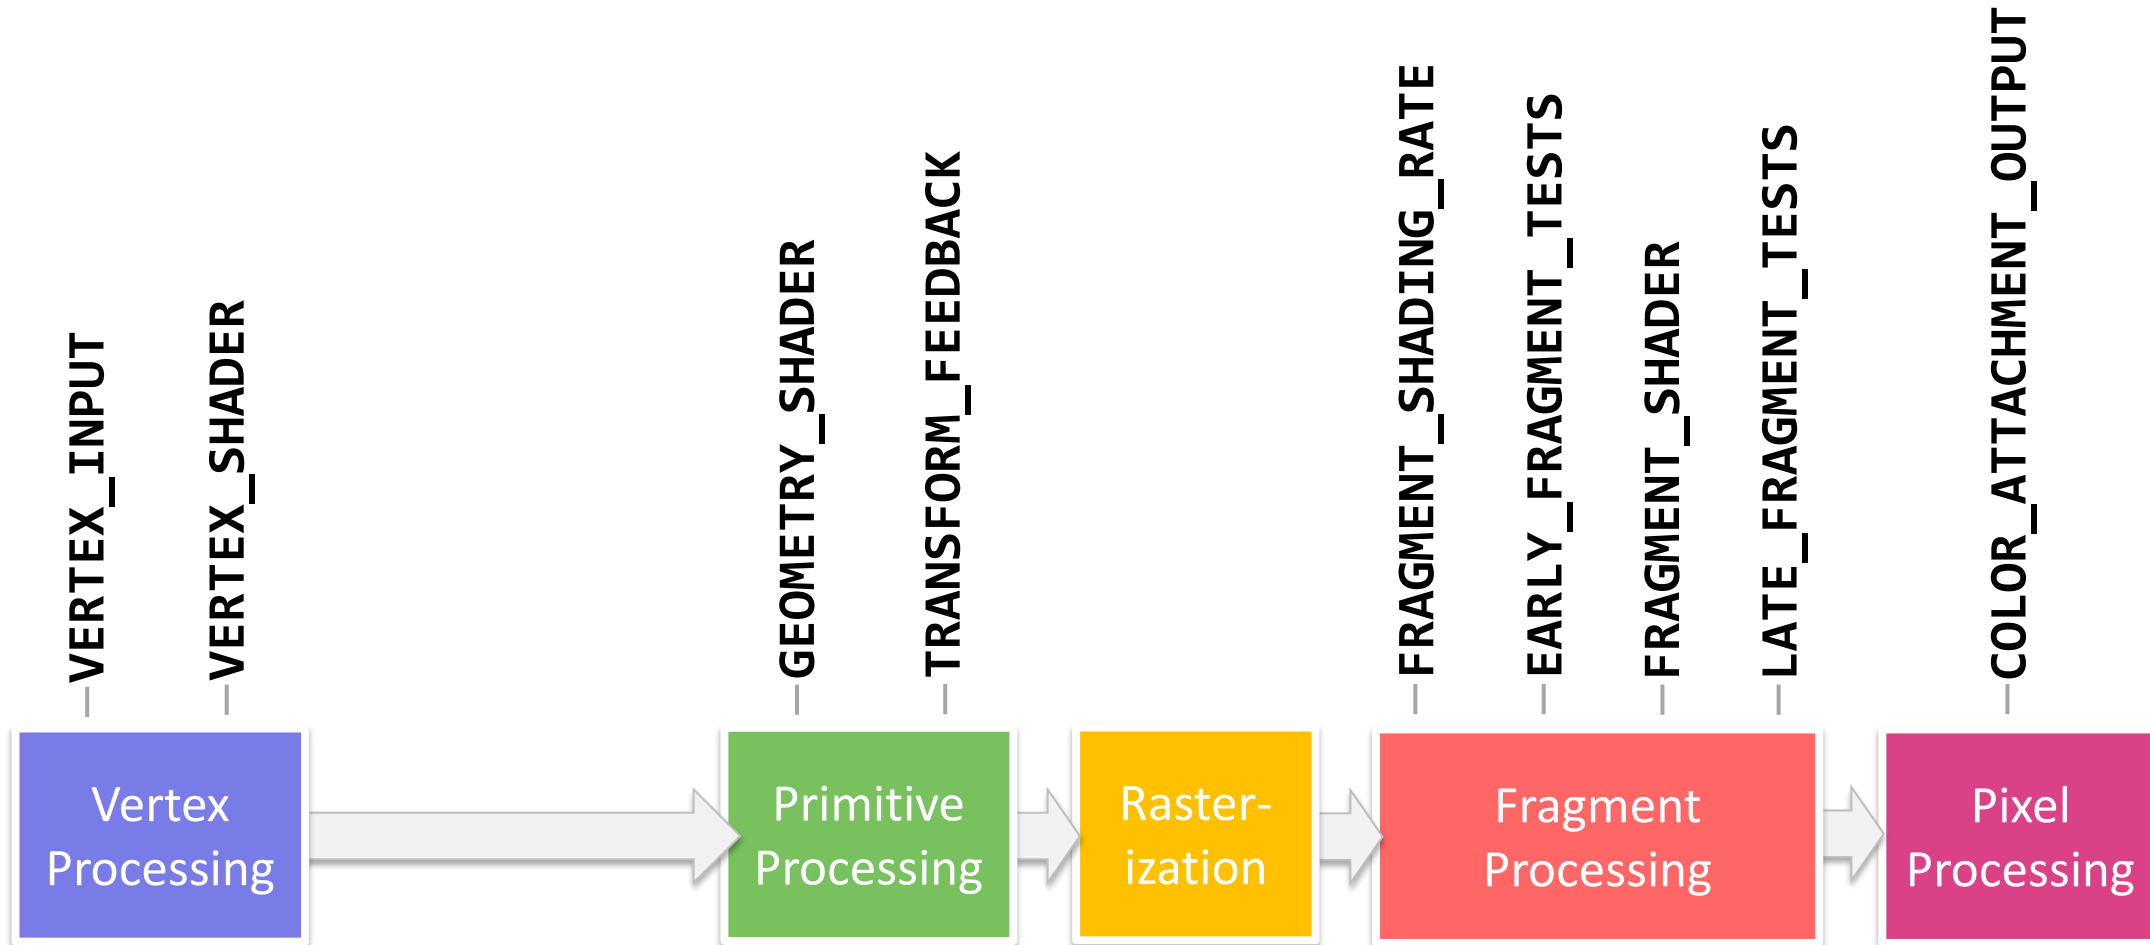 VERTEX_INPUT
VERTEX_SHADER
GEOMETRY_SHADER
TRANSFORM_FEEDBACK
FRAGMENT_SHADING_RATE
EARLY_FRAGMENT_TESTS
FRAGMENT_SHADER
LATE_FRAGMENT_TESTS
COLOR_ATTACHMENT_OUTPUT
Vertex
Processing
Primitive
Processing
Raster-
ization
Fragment
Processing
Pixel
Processing